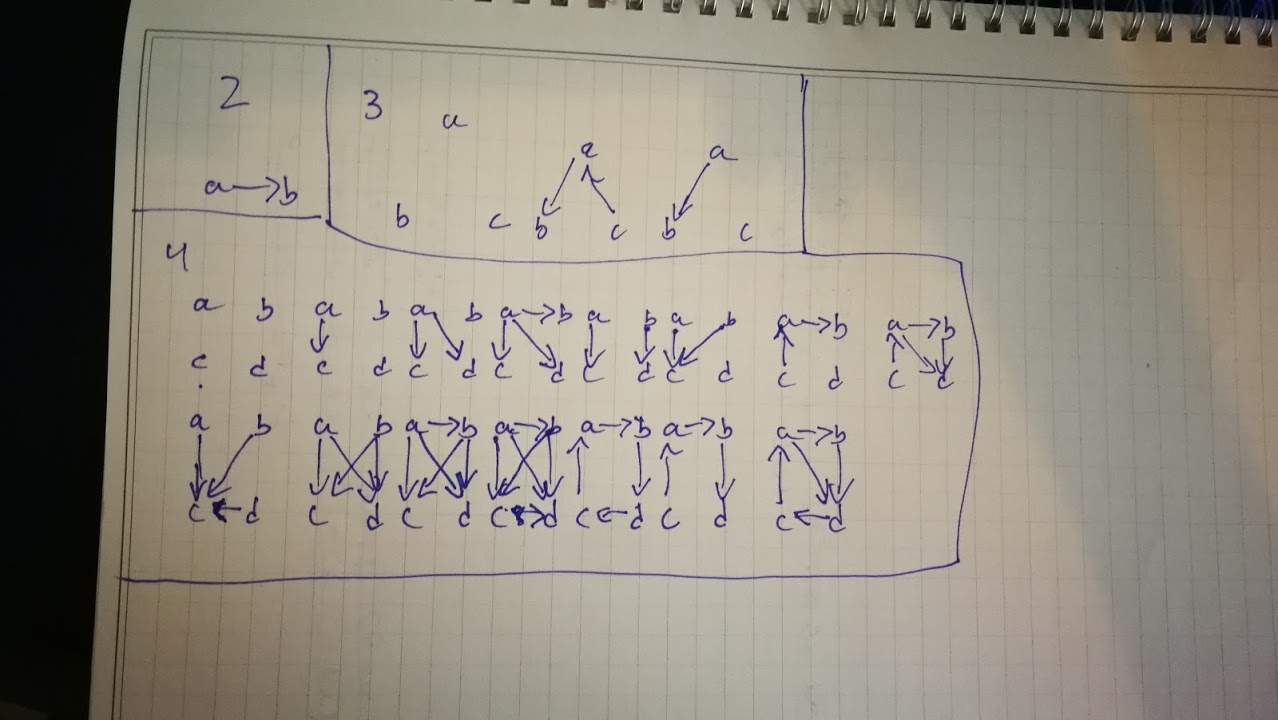 2 3 a
a a
a→b b c b c b c
4
a b a b a b a→b a b a b a→b a→b
c d c d c d c d c d c d c d c d
a b a b a→b a→b a→b a→b a→b
c←d c d c d c→d c←d c d c←d